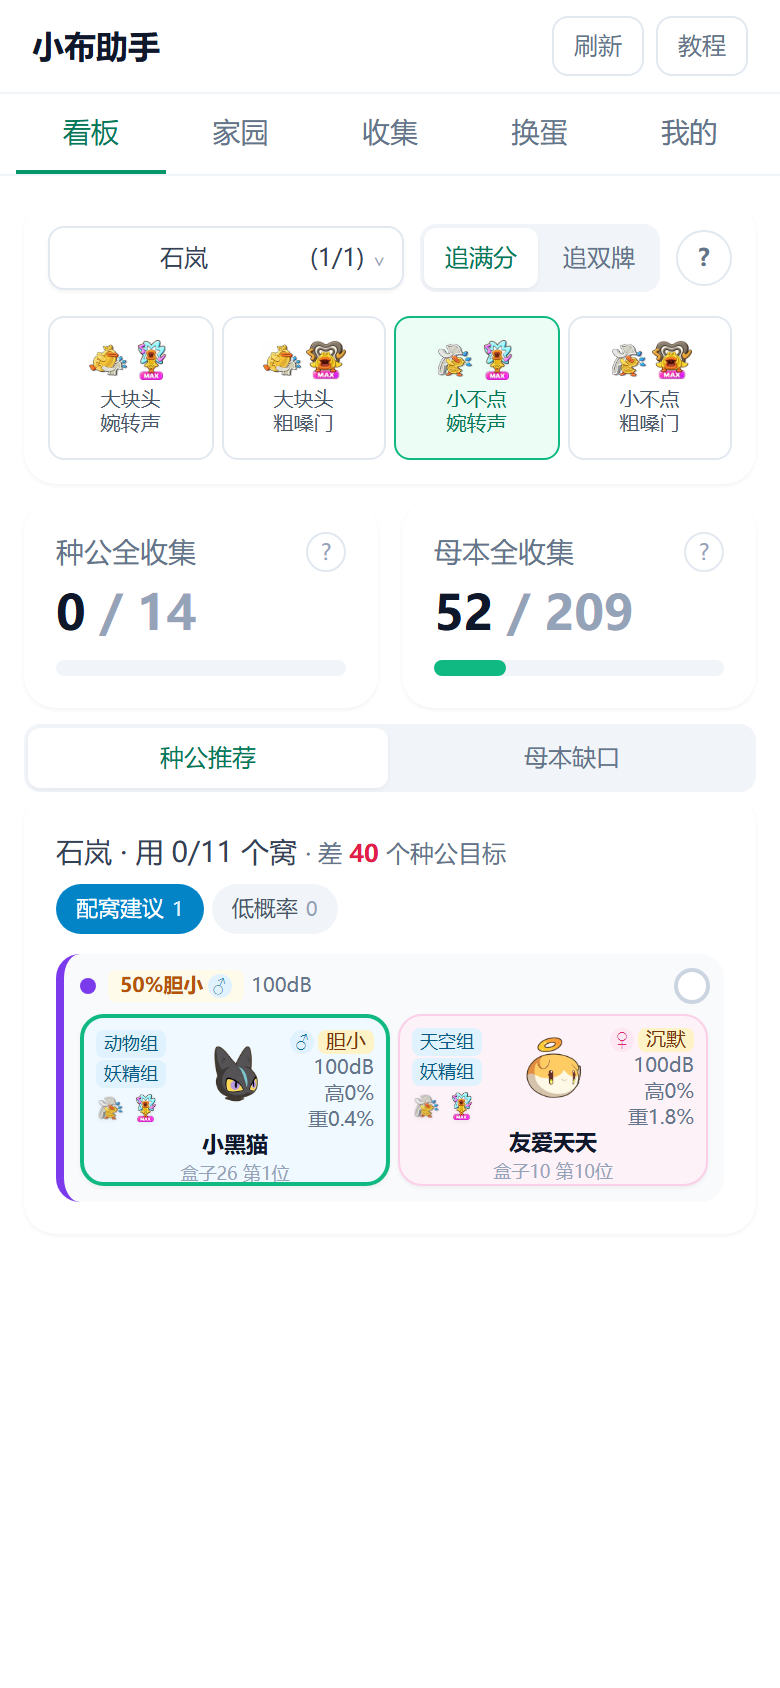 小布助手
刷新
教程
看板
家园
收集
换蛋
我的
石岚 (1/1)
追满分
追双牌
?
大块头
婉转声
大块头
粗嗓门
小不点
婉转声
小不点
粗嗓门
种公全收集 ?
0 / 14
母本全收集 ?
52 / 209
种公推荐
母本缺口
石岚 · 用 0/11 个窝 · 差 40 个种公目标
配窝建议 1
低概率 0
50%胆小 ♂ 100dB
动物组
妖精组
♂ 胆小
100dB
高0%
重0.4%
MAX
小黑猫
盒子26 第1位
天空组
妖精组
♀ 沉默
100dB
高0%
重1.8%
MAX
友爱天天
盒子10 第10位